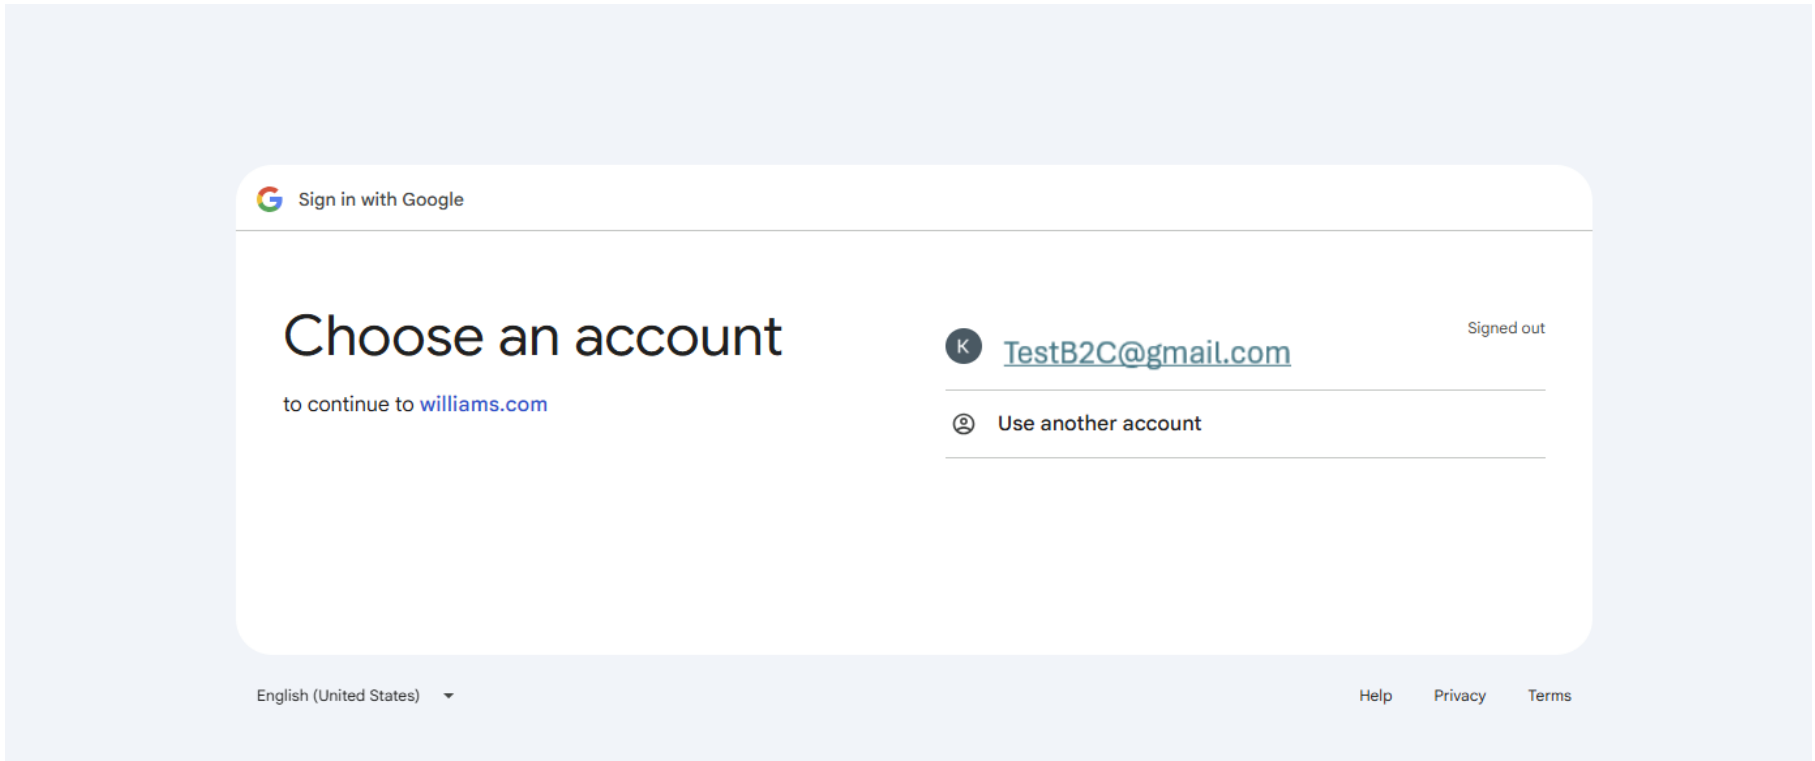 Sign in with Google
Choose an account
to continue to williams.com
K
TestB2C@gmail.com
Signed out
Use another account
English (United States)
Help
Privacy
Terms